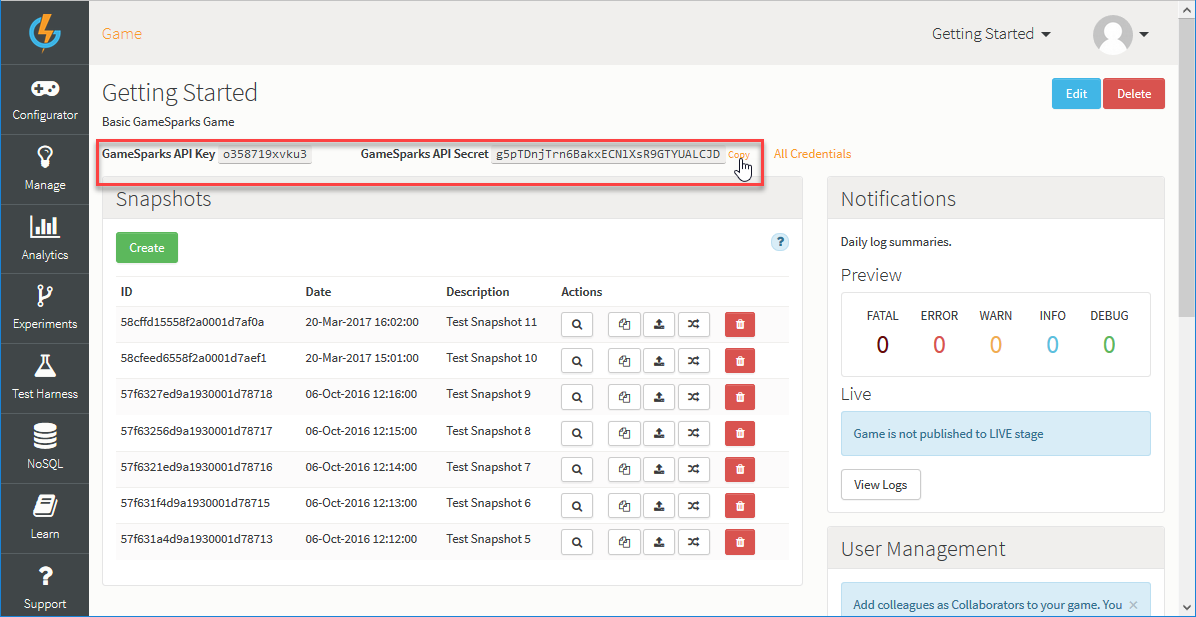 Game
Getting Started
Configurator
Manage
Analytics
Experiments
Test Harness
NoSQL
Learn
Support
Getting Started
Edit
Delete
Basic GameSparks Game
GameSparks API Key o358719xvku3 GameSparks API Secret g5pTDnjTrn6BakxECNlXsR9GTYUALCJD Copy
All Credentials
Snapshots
Create
?
ID Date Description Actions
58cffd15558f2a0001d7af0a 20-Mar-2017 16:02:00 Test Snapshot 11
58cfeed6558f2a0001d7aef1 20-Mar-2017 15:01:00 Test Snapshot 10
57f6327ed9a1930001d78718 06-Oct-2016 12:16:00 Test Snapshot 9
57f63256d9a1930001d78717 06-Oct-2016 12:15:00 Test Snapshot 8
57f6321ed9a1930001d78716 06-Oct-2016 12:14:00 Test Snapshot 7
57f631f4d9a1930001d78715 06-Oct-2016 12:13:00 Test Snapshot 6
57f631a4d9a1930001d78713 06-Oct-2016 12:12:00 Test Snapshot 5
Notifications
Daily log summaries.
Preview
FATAL ERROR WARN INFO DEBUG
0 0 0 0 0
Live
Game is not published to LIVE stage
View Logs
User Management
Add colleagues as Collaborators to your game. You ×